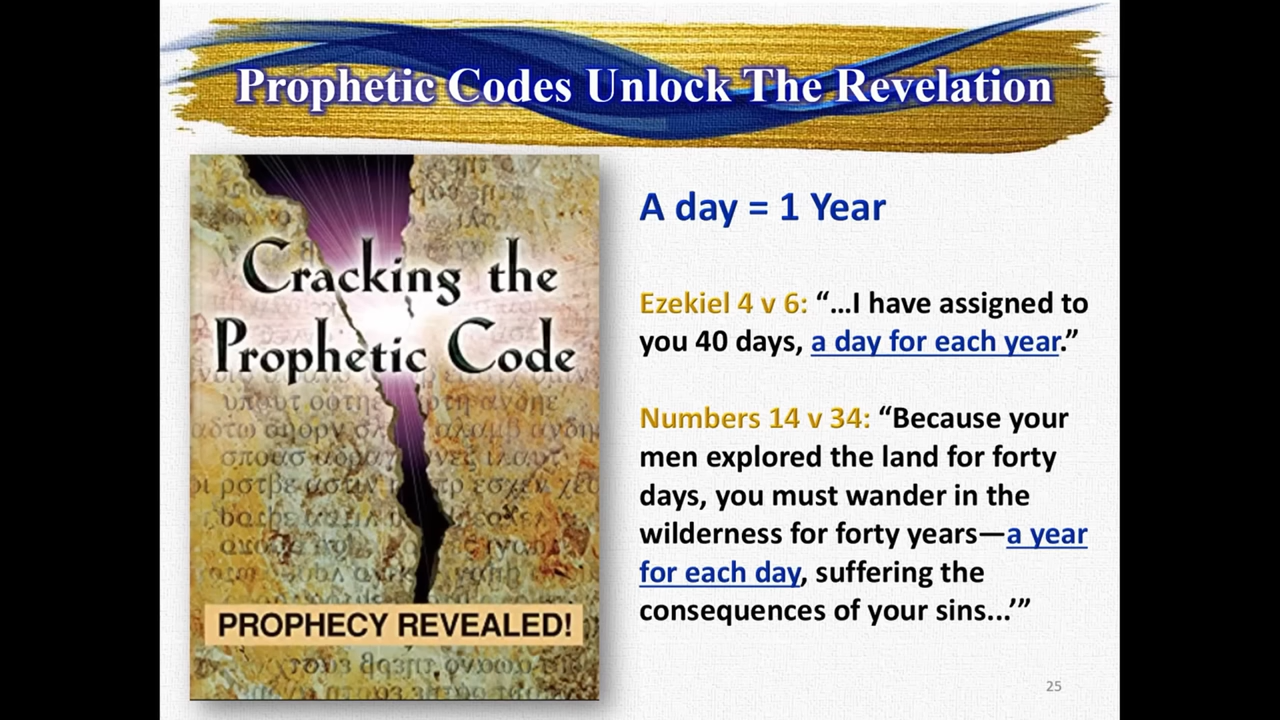 Prophetic Codes Unlock The Revelation
Cracking the
Prophetic Code
PROPHECY REVEALED!
A day = 1 Year
Ezekiel 4 v 6: “…I have assigned to
you 40 days, a day for each year.”
Numbers 14 v 34: “Because your
men explored the land for forty
days, you must wander in the
wilderness for forty years—a year
for each day, suffering the
consequences of your sins...’”
25